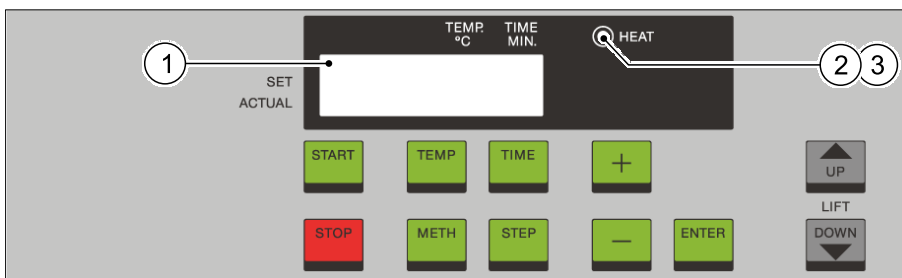 TEMP. TIME
°C MIN.
HEAT
1
2 3
SET
ACTUAL
START TEMP TIME + UP
LIFT
STOP METH STEP – ENTER DOWN